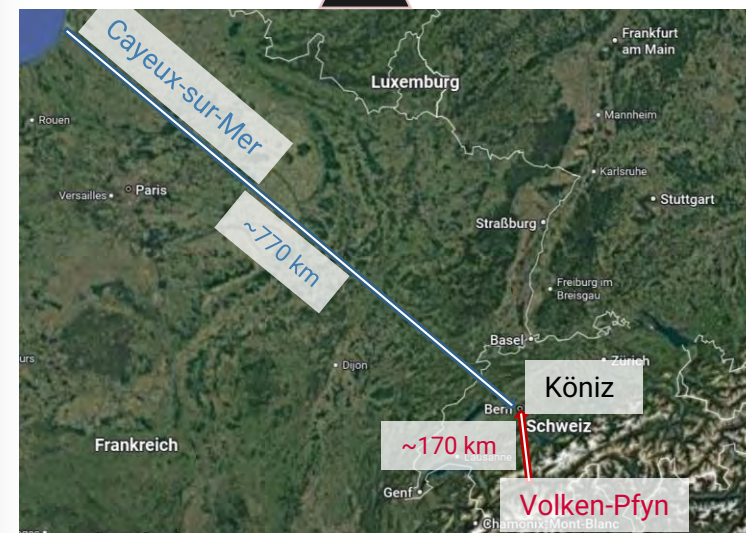 Cayeux-sur-Mer
Frankfurt
am Main
Luxemburg
Rouen
Mannheim
Karlsruhe
Versailles
Paris
Stuttgart
Straßburg
~770 km
Freiburg im
Breisgau
Basel
Zürich
Dijon
Köniz
Bern
Schweiz
Frankreich
~170 km
Lausanne
Genf
Volken-Pfyn
Chamonix-Mont-Blanc